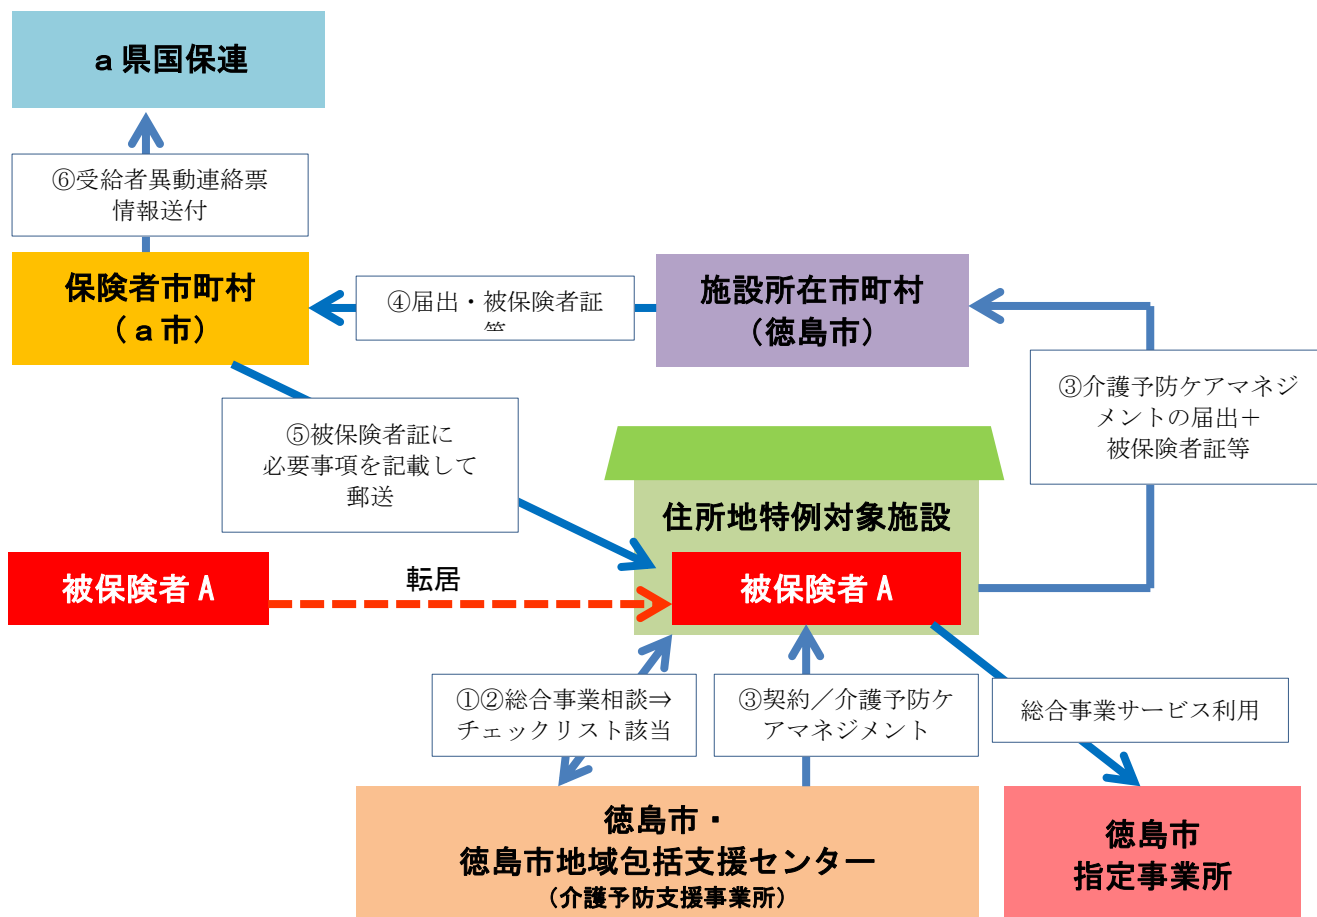 a県国保連
⑥受給者異動連絡票
情報送付
保険者市町村
（a市）
④届出・被保険者証
等
施設所在市町村
（徳島市）
③介護予防ケアマネジ
メントの届出＋
被保険者証等
⑤被保険者証に
必要事項を記載して
郵送
住所地特例対象施設
被保険者A
転居
被保険者A
①②総合事業相談⇒
チェックリスト該当
③契約／介護予防ケ
アマネジメント
総合事業サービス利用
徳島市・
徳島市地域包括支援センター
（介護予防支援事業所）
徳島市
指定事業所